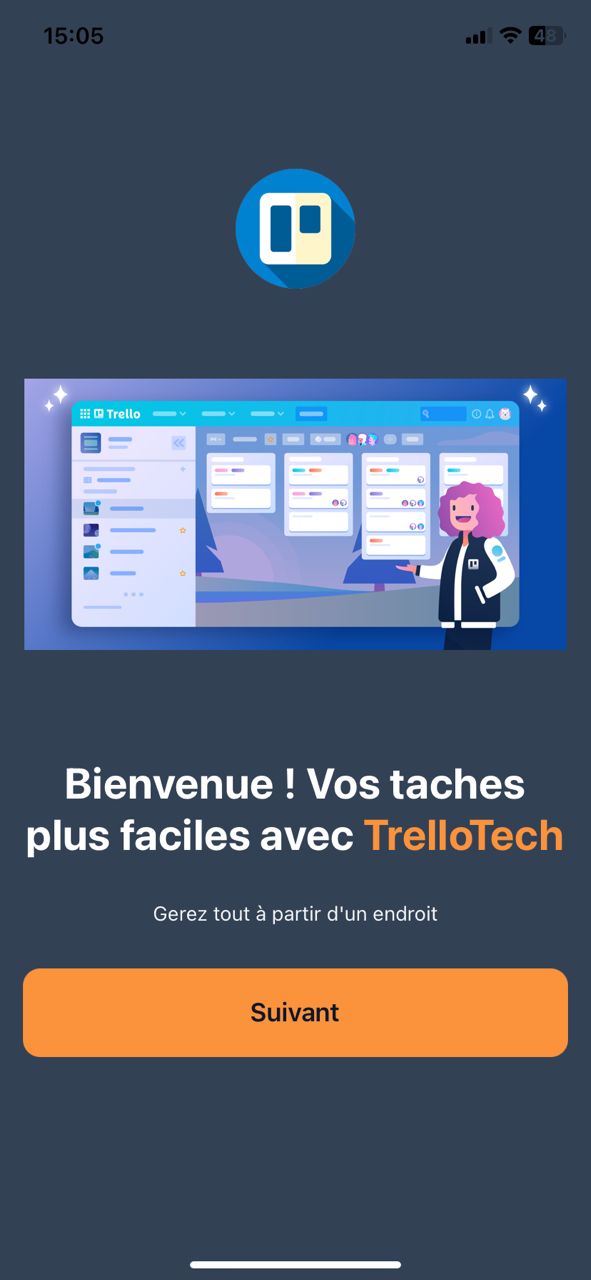 15:05
48
Trello
Bienvenue ! Vos taches
plus faciles avec TrelloTech
Gerez tout à partir d'un endroit
Suivant